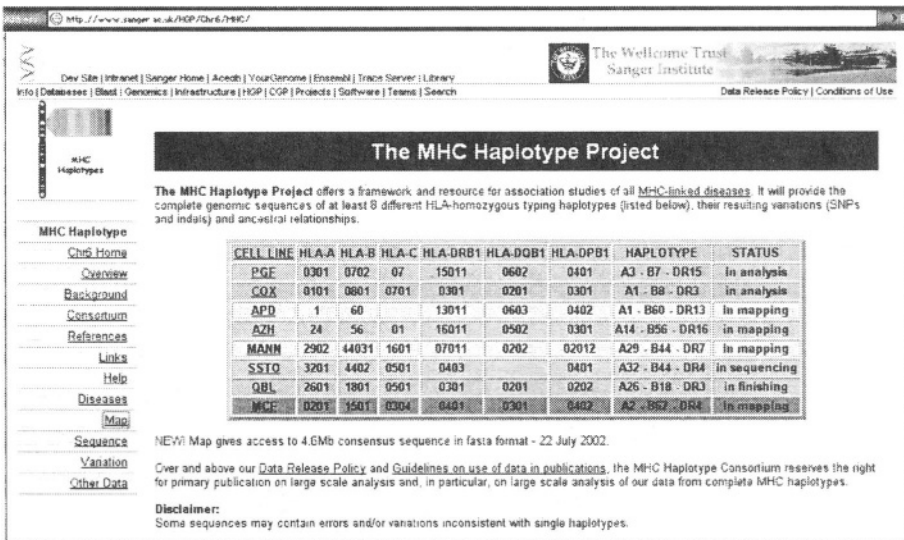 http://www.sanger.ac.uk/HGP/Chr6/MHC/
The Wellcome Trust
Sanger Institute
Dev Site | Intranet | Sanger Home | Acedb | YourGenome | Ensembl | Trace Server | Library
Info | Databases | Blast | Genomics | Infrastructure | HGP | CGP | Projects | Software | Teams | Search
Data Release Policy | Conditions of Use
MHC
Haplotypes
The MHC Haplotype Project
The MHC Haplotype Project offers a framework and resource for association studies of all MHC-linked diseases. It will provide the
complete genomic sequences of at least 8 different HLA-homozygous typing haplotypes (listed below), their resulting variations (SNPs
and indels) and ancestral relationships.
MHC Haplotype
Chr6 Home
Overview
Background
Consortium
References
Links
Help
Diseases
Map
Sequence
Variation
Other Data
CELL LINE HLA-A HLA-B HLA-C HLA-DRB1 HLA-DQB1 HLA-DPB1 HAPLOTYPE STATUS
PGF 0301 0702 07 15011 0602 0401 A3 - B7 - DR15 in analysis
COX 0101 0801 0701 0301 0201 0301 A1 - B8 - DR3 in analysis
APD 1 60 13011 0603 0402 A1 - B60 - DR13 in mapping
AZH 24 56 01 16011 0502 0301 A14 - B56 - DR16 in mapping
MANN 2902 44031 1601 07011 0202 02012 A29 - B44 - DR7 in mapping
SSTO 3201 4402 0501 0403 0401 A32 - B44 - DR4 in sequencing
QBL 2601 1801 0501 0301 0201 0202 A26 - B18 - DR3 in finishing
MCF 0201 1501 0304 0401 0301 0402 A2 - B62 - DR4 in mapping
NEW! Map gives access to 4.6Mb consensus sequence in fasta format - 22 July 2002.
Over and above our Data Release Policy and Guidelines on use of data in publications, the MHC Haplotype Consortium reserves the right
for primary publication on large scale analysis and, in particular, on large scale analysis of our data from complete MHC haplotypes.
Disclaimer:
Some sequences may contain errors and/or variations inconsistent with single haplotypes.